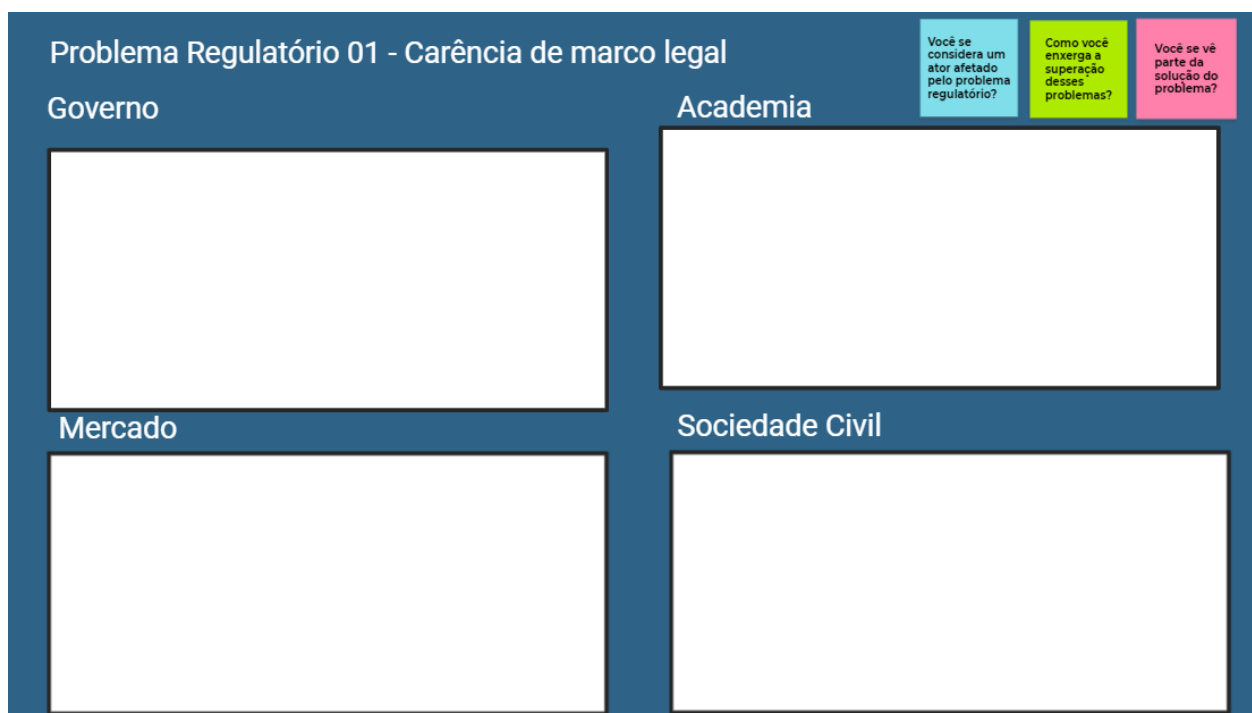 Problema Regulatório 01 - Carência de marco legal
Você se
considera um
ator afetado
pelo problema
regulatório?
Como você
enxerga a
superação
desses
problemas?
Você se vê
parte da
solução do
problema?
Governo
Academia
Mercado
Sociedade Civil